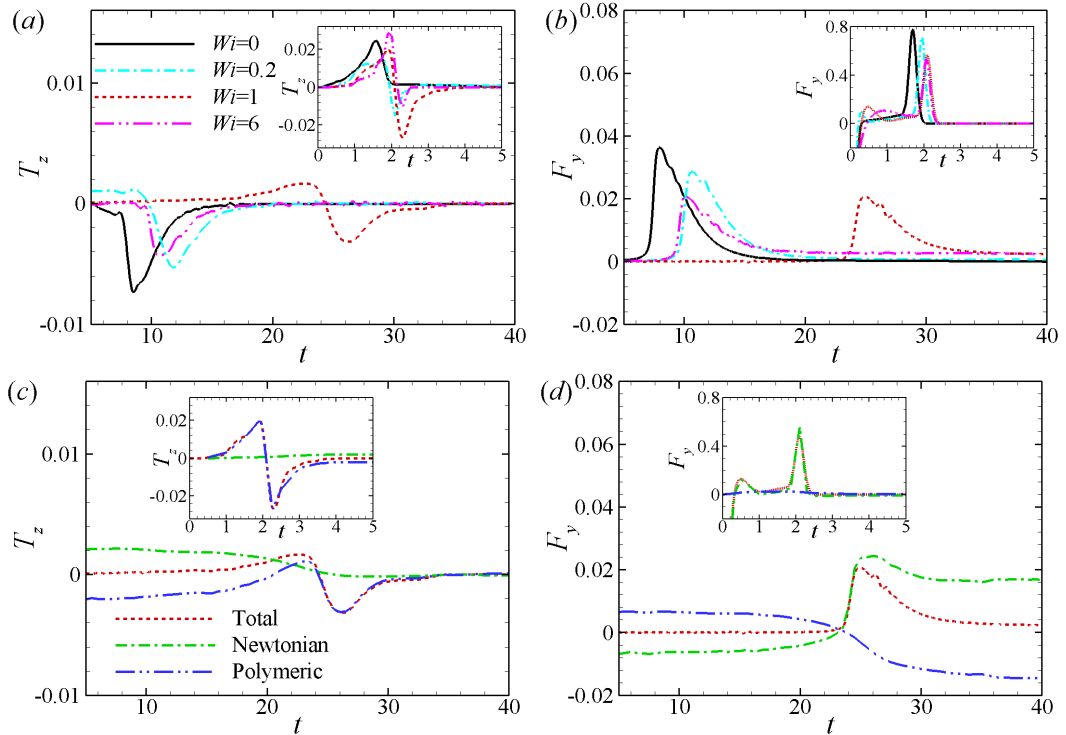 (a)
T_z
0.01
0
-0.01
10
20
30
40
t
Wi=0
Wi=0.2
Wi=1
Wi=6
T_z
0.02
0
-0.02
0
1
2
3
4
5
t
(b)
F_y
0.08
0.06
0.04
0.02
0
-0.02
10
20
30
40
t
F_y
0.8
0.4
0
0
1
2
3
4
5
t
(c)
T_z
0.01
0
-0.01
10
20
30
40
t
Total
Newtonian
Polymeric
T_z
0.02
0
-0.02
0
1
2
3
4
5
t
(d)
F_y
0.08
0.06
0.04
0.02
0
-0.02
10
20
30
40
t
F_y
0.8
0.4
0
0
1
2
3
4
5
t